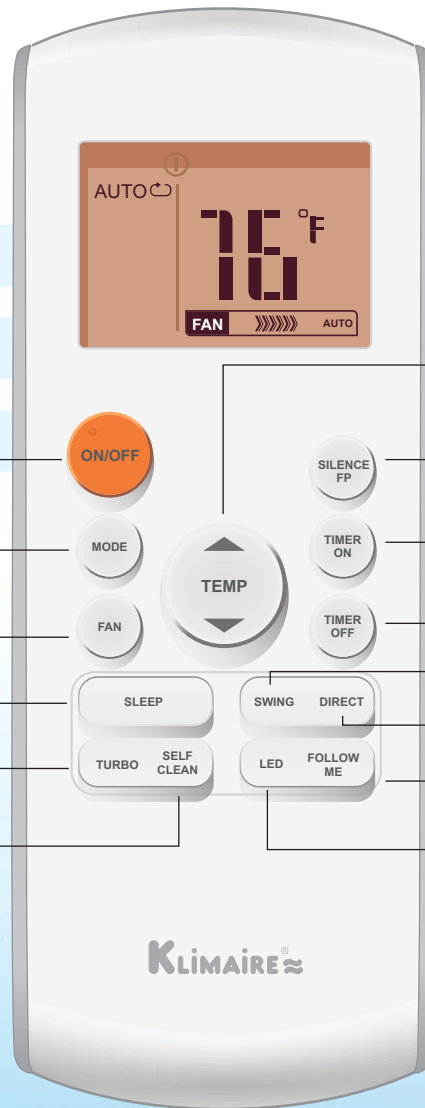 AUTO
76°F
FAN AUTO
ON/OFF
SILENCE
FP
MODE
TEMP
TIMER
ON
FAN
TIMER
OFF
SLEEP
SWING DIRECT
TURBO
SELF
CLEAN
LED
FOLLOW
ME
KLIMAIRE®